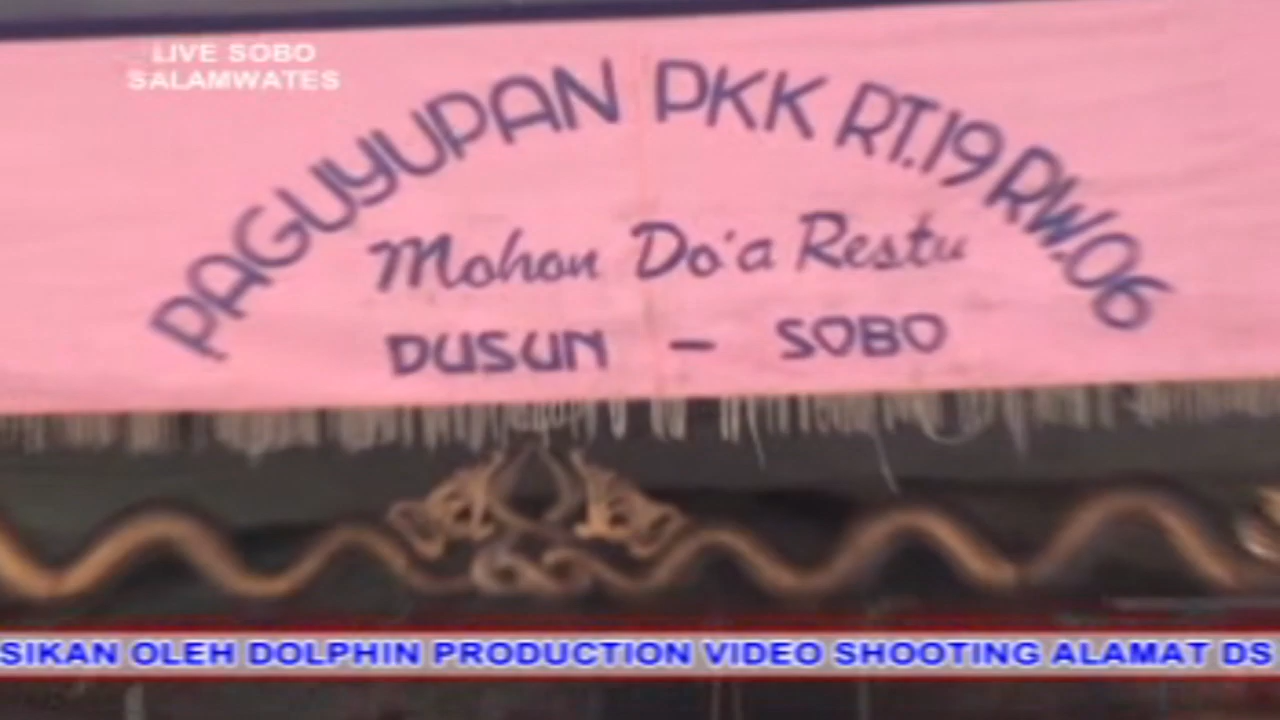 LIVE SOBO
SALAMWATES
PAGUYUPAN PKK RT.19 RW.06
Mohon Do'a Restu
DUSUN - SOBO
SIKAN OLEH DOLPHIN PRODUCTION VIDEO SHOOTING ALAMAT DS